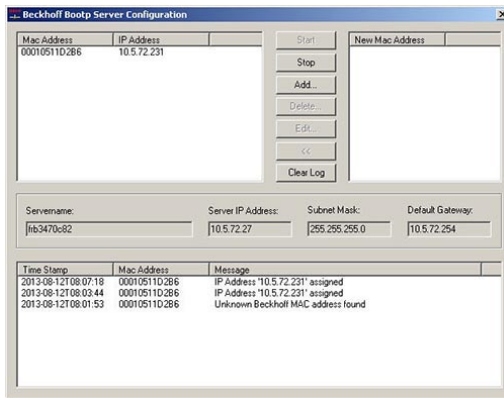 Beckhoff Bootp Server Configuration
Mac Address IP Address
00010511D2B6 10.5.72.231
Start
Stop
Add...
Delete...
Edit...
<<
Clear Log
New Mac Address
Servername: Server IP Address: Subnet Mask: Default Gateway:
frb3470c82 10.5.72.27 255.255.255.0 10.5.72.254
Time Stamp Mac Address Message
2013-08-12T08:07:18 00010511D2B6 IP Address '10.5.72.231' assigned
2013-08-12T08:03:44 00010511D2B6 IP Address '10.5.72.231' assigned
2013-08-12T08:01:53 00010511D2B6 Unknown Beckhoff MAC address found